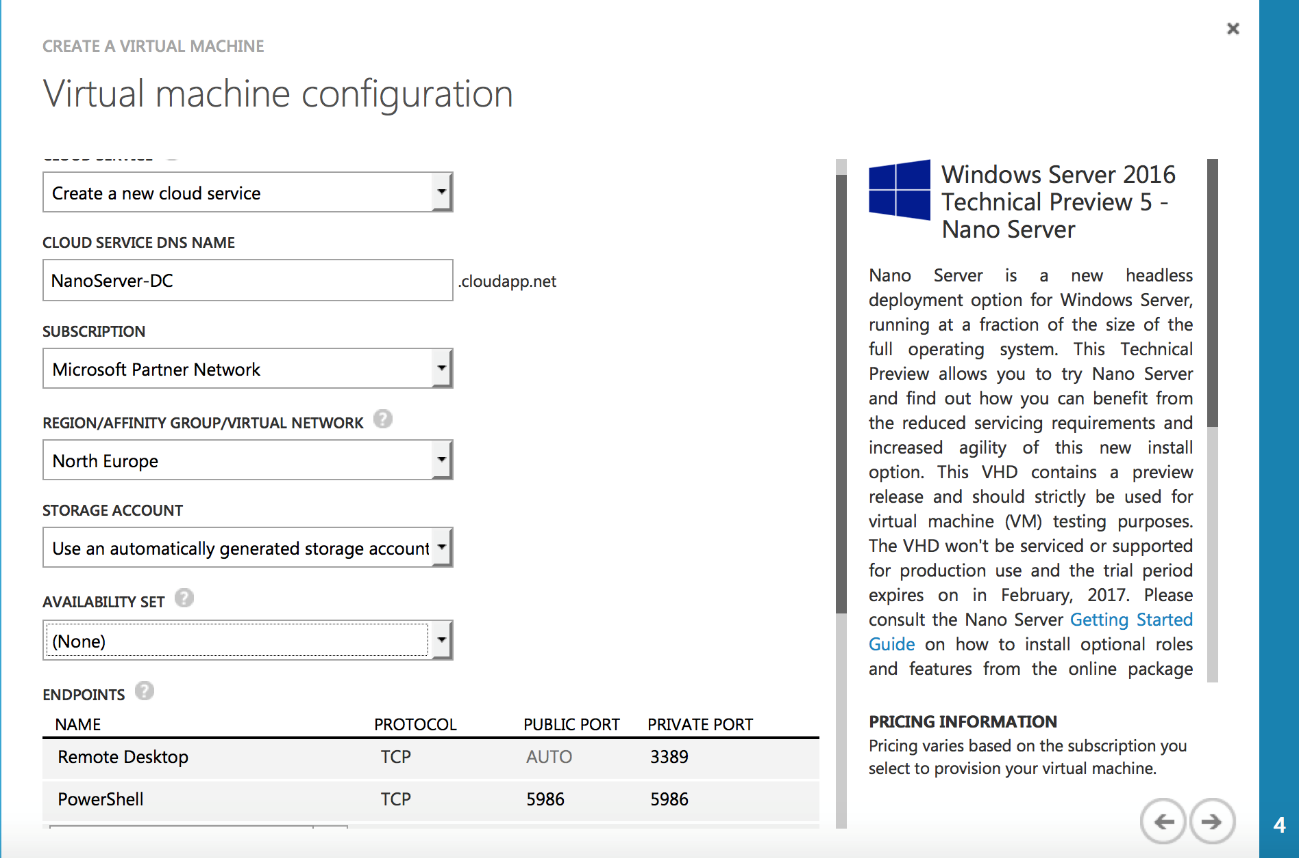 CREATE A VIRTUAL MACHINE
Virtual machine configuration
Create a new cloud service
CLOUD SERVICE DNS NAME
NanoServer-DC
.cloudapp.net
SUBSCRIPTION
Microsoft Partner Network
REGION/AFFINITY GROUP/VIRTUAL NETWORK ?
North Europe
STORAGE ACCOUNT
Use an automatically generated storage account
AVAILABILITY SET ?
(None)
ENDPOINTS ?
NAME PROTOCOL PUBLIC PORT PRIVATE PORT
Remote Desktop TCP AUTO 3389
PowerShell TCP 5986 5986
Windows Server 2016
Technical Preview 5 -
Nano Server
Nano Server is a new headless
deployment option for Windows Server,
running at a fraction of the size of the
full operating system. This Technical
Preview allows you to try Nano Server
and find out how you can benefit from
the reduced servicing requirements and
increased agility of this new install
option. This VHD contains a preview
release and should strictly be used for
virtual machine (VM) testing purposes.
The VHD won't be serviced or supported
for production use and the trial period
expires on in February, 2017. Please
consult the Nano Server Getting Started
Guide on how to install optional roles
and features from the online package
PRICING INFORMATION
Pricing varies based on the subscription you
select to provision your virtual machine.
4